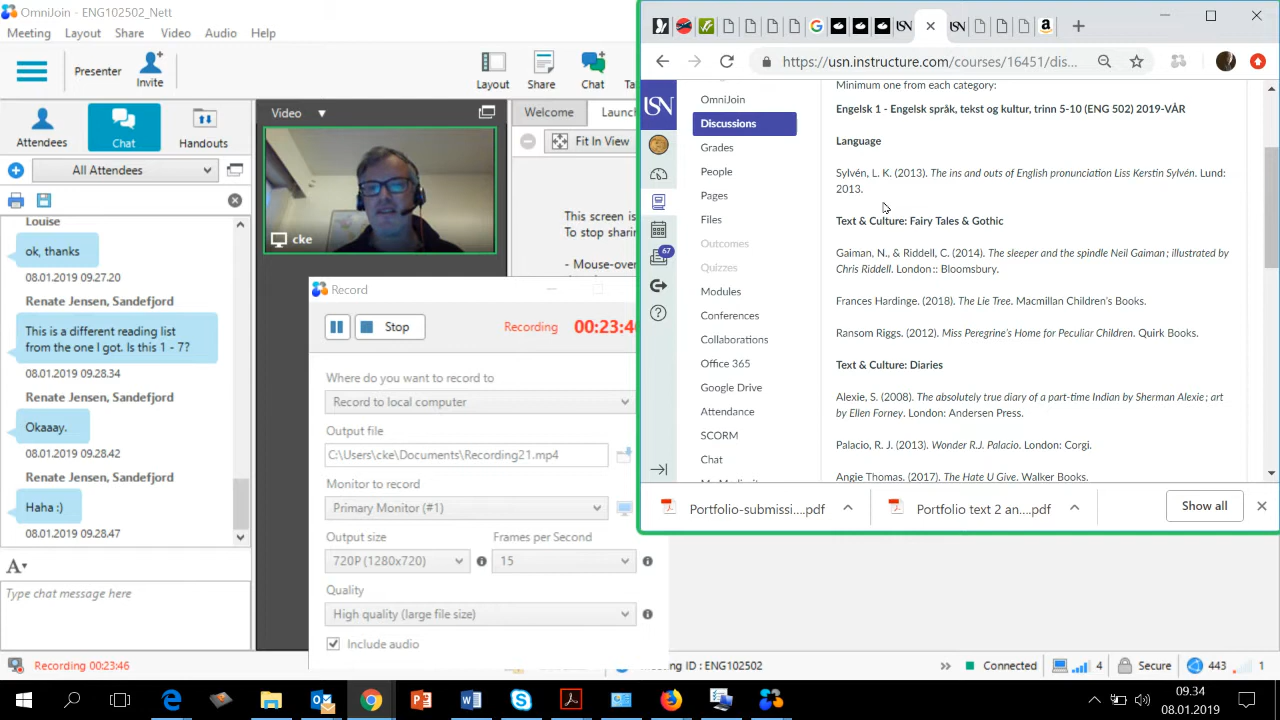 OmniJoin - ENG102502_Nett
Meeting Layout Share Video Audio Help
Presenter
Invite
Layout
Share
Chat
Attendees
Chat
Handouts
All Attendees
Louise
ok, thanks
08.01.2019 09.27.20
Renate Jensen, Sandefjord
This is a different reading list
from the one I got. Is this 1 - 7?
08.01.2019 09.28.34
Renate Jensen, Sandefjord
Okaaay.
08.01.2019 09.28.42
Renate Jensen, Sandefjord
Haha :)
08.01.2019 09.28.47
A
Type chat message here
Recording 00:23:46
Video
cke
Welcome
Fit In View
This screen is
To stop sharing
- Mouse-over
Record
Stop
Recording
Where do you want to record to
Record to local computer
Output file
C:\Users\cke\Documents\Recording21.mp4
Monitor to record
Primary Monitor (#1)
Output size
Frames per Second
720P (1280x720)
15
Quality
High quality (large file size)
Include audio
ID : ENG102502
Connected
4
Secure
443
1
https://usn.instructure.com/courses/16451/dis...
USN
67
OmniJoin
Discussions
Grades
People
Pages
Files
Outcomes
Quizzes
Modules
Conferences
Collaborations
Office 365
Google Drive
Attendance
SCORM
Chat
Minimum one from each category:
Engelsk 1 - Engelsk språk, tekst og kultur, trinn 5-10 (ENG 502) 2019-VÅR
Language
Sylvén, L. K. (2013). The ins and outs of English pronunciation Liss Kerstin Sylvén. Lund:
2013.
Text & Culture: Fairy Tales & Gothic
Gaiman, N., & Riddell, C. (2014). The sleeper and the spindle Neil Gaiman ; illustrated by
Chris Riddell. London:: Bloomsbury.
Frances Hardinge. (2018). The Lie Tree. Macmillan Children's Books.
Ransom Riggs. (2012). Miss Peregrine's Home for Peculiar Children. Quirk Books.
Text & Culture: Diaries
Alexie, S. (2008). The absolutely true diary of a part-time Indian by Sherman Alexie ; art
by Ellen Forney. London: Andersen Press.
Palacio, R. J. (2013). Wonder R.J. Palacio. London: Corgi.
Angie Thomas. (2017). The Hate U Give. Walker Books.
Portfolio-submissi....pdf
Portfolio text 2 an....pdf
Show all
09.34
08.01.2019